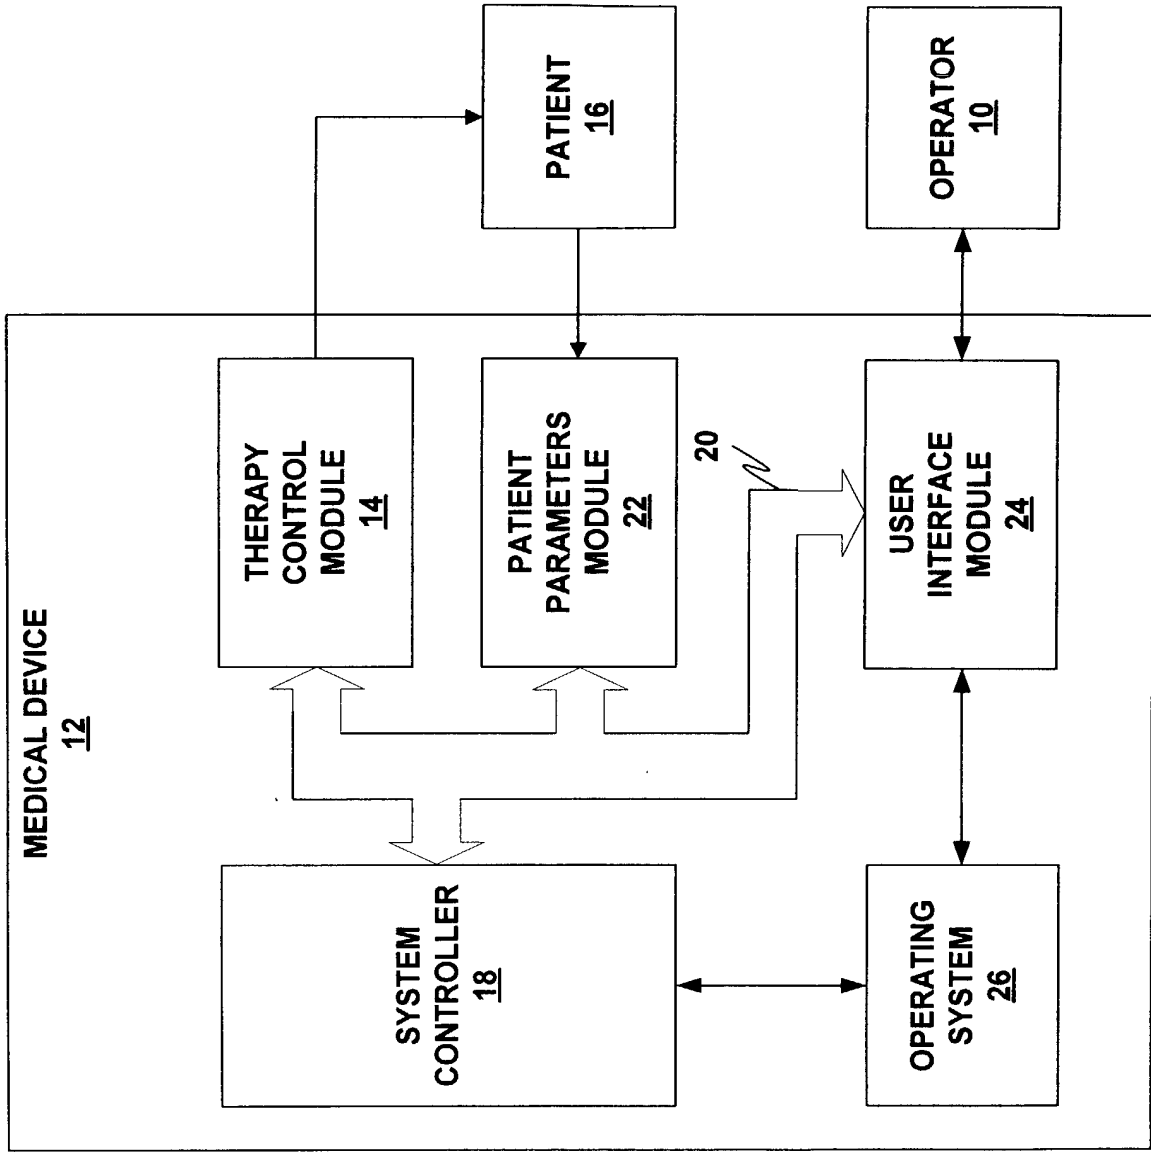 MEDICAL DEVICE
12
SYSTEM
CONTROLLER
18
THERAPY
CONTROL
MODULE
14
PATIENT
PARAMETERS
MODULE
22
PATIENT
16
20
OPERATING
SYSTEM
26
USER
INTERFACE
MODULE
24
OPERATOR
10